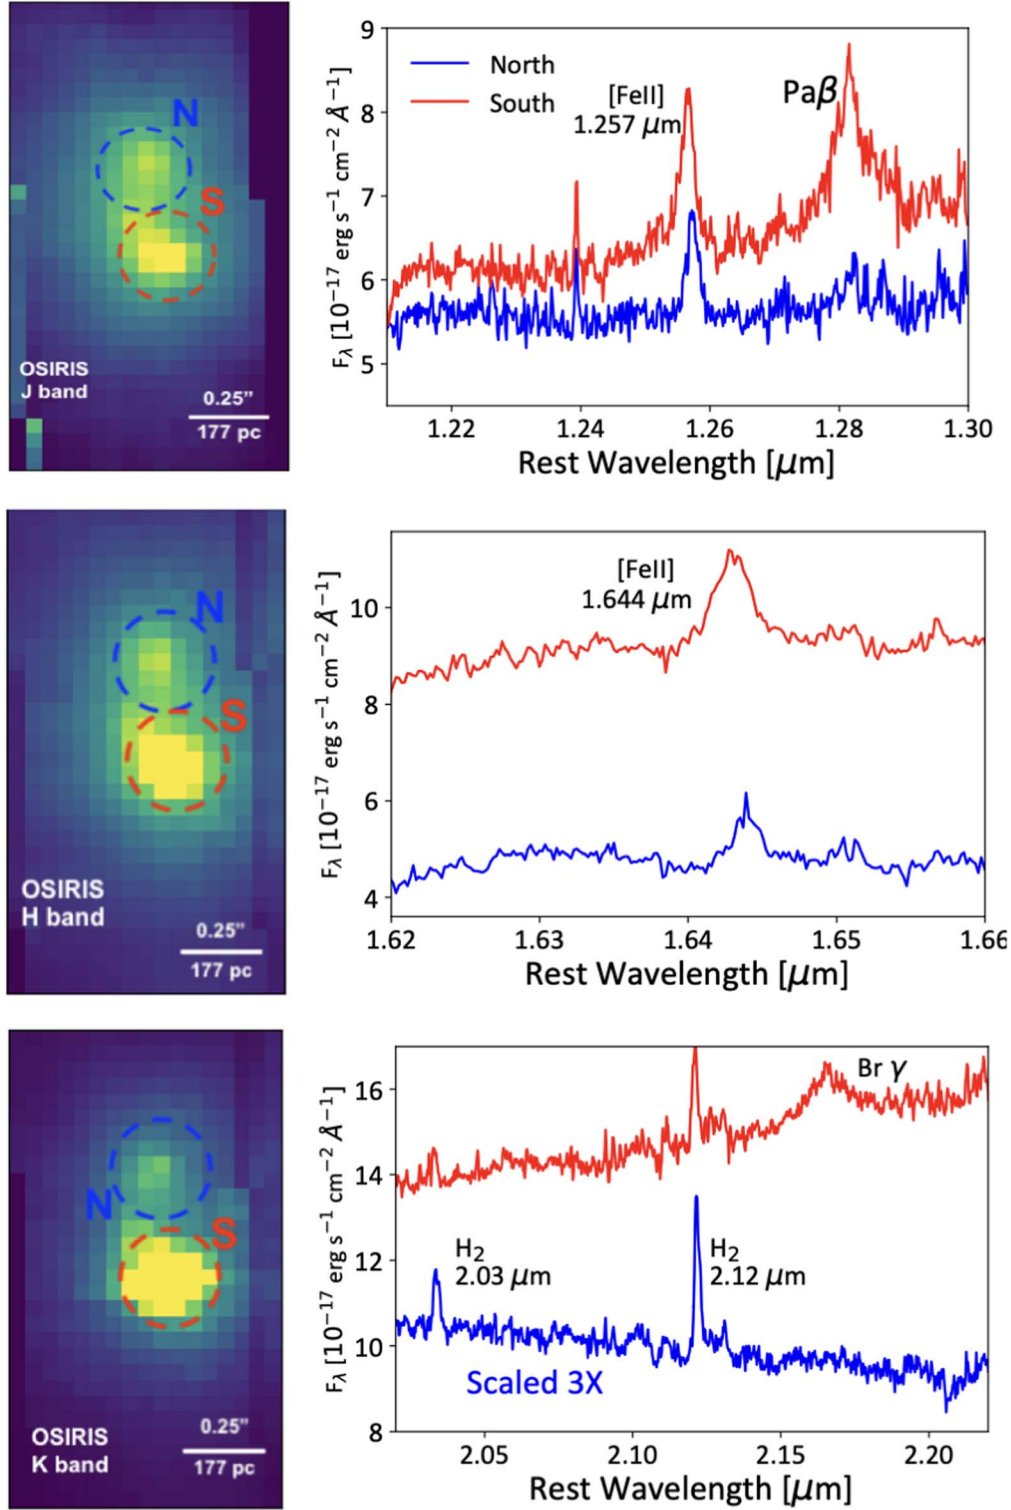 N
S
OSIRIS
J band
0.25”
177 pc
9
8
7
6
5
North
South
[FeII]
1.257 μm
Paβ
Fλ [10−17 erg s−1 cm−2 Å−1]
1.22 1.24 1.26 1.28 1.30
Rest Wavelength [μm]
N
S
OSIRIS
H band
0.25”
177 pc
10
8
6
4
[FeII]
1.644 μm
Fλ [10−17 erg s−1 cm−2 Å−1]
1.62 1.63 1.64 1.65 1.66
Rest Wavelength [μm]
N
S
OSIRIS
K band
0.25”
177 pc
16
14
12
10
8
Br γ
H2
2.03 μm
H2
2.12 μm
Scaled 3X
Fλ [10−17 erg s−1 cm−2 Å−1]
2.05 2.10 2.15 2.20
Rest Wavelength [μm]